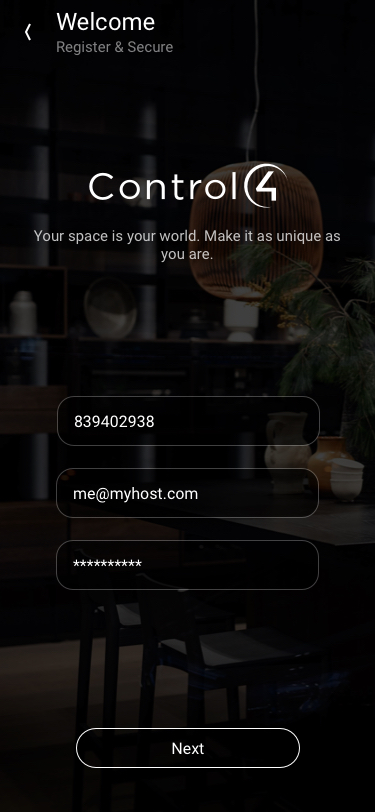 Welcome
Register & Secure
Control4
Your space is your world. Make it as unique as
you are.
839402938
me@myhost.com
**********
Next